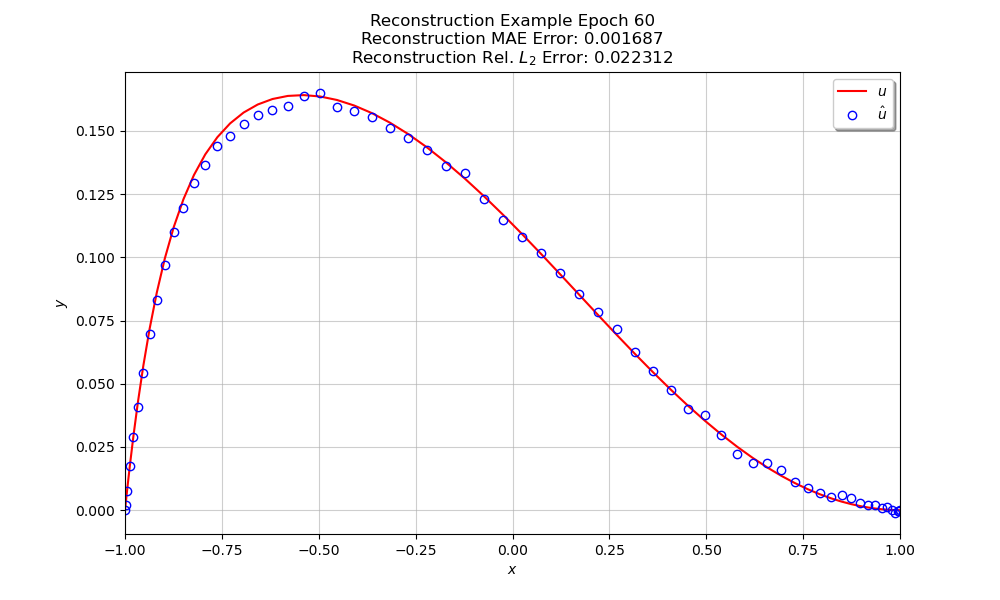 Reconstruction Example Epoch 60
Reconstruction MAE Error: 0.001687
Reconstruction Rel. $L_2$ Error: 0.022312
u
û
0.150
0.125
0.100
0.075
0.050
0.025
0.000
y
−1.00 −0.75 −0.50 −0.25 0.00 0.25 0.50 0.75 1.00
x